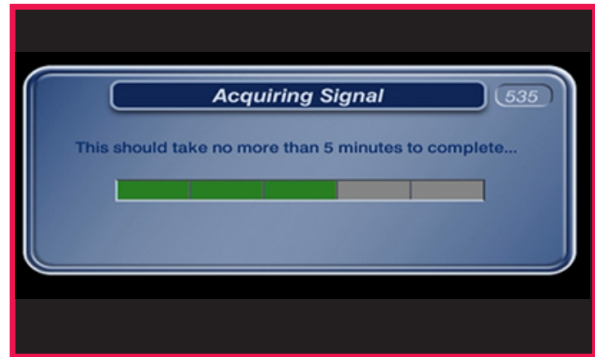 Acquiring Signal
535
This should take no more than 5 minutes to complete...